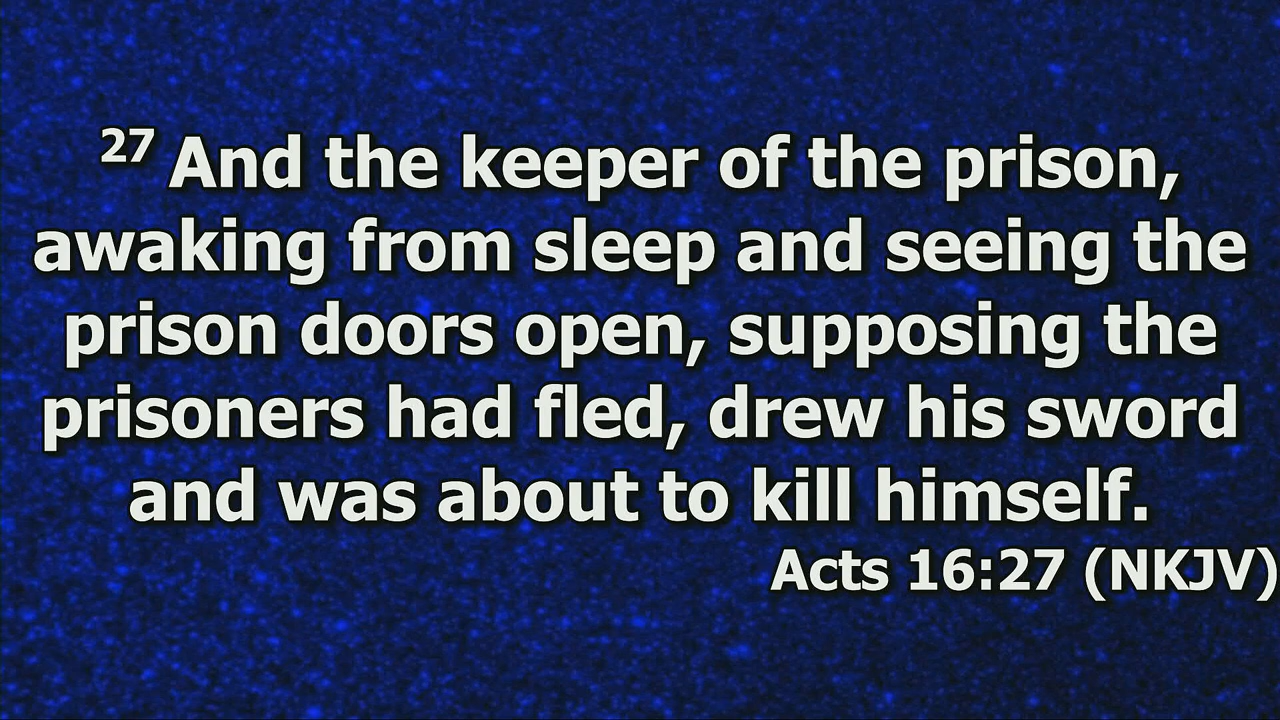 27 And the keeper of the prison,
awaking from sleep and seeing the
prison doors open, supposing the
prisoners had fled, drew his sword
and was about to kill himself.
Acts 16:27 (NKJV)